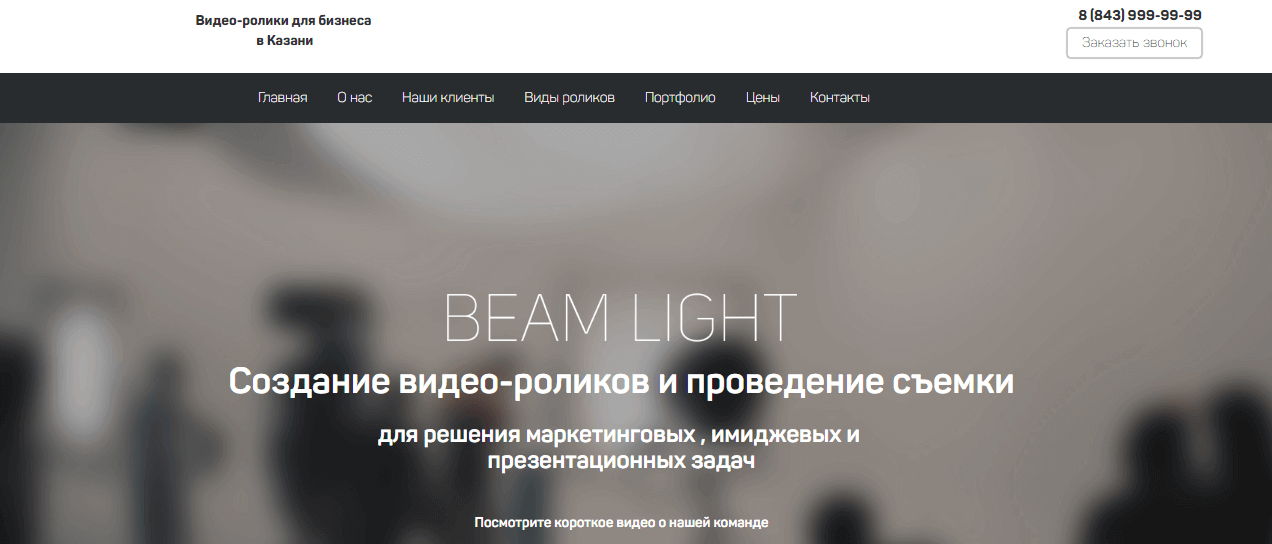 Видео-ролики для бизнеса
в Казани
8 (843) 999-99-99
Заказать звонок
Главная О нас Наши клиенты Виды роликов Портфолио Цены Контакты
BEAM LIGHT
Создание видео-роликов и проведение съемки
для решения маркетинговых , имиджевых и
презентационных задач
Посмотрите короткое видео о нашей команде